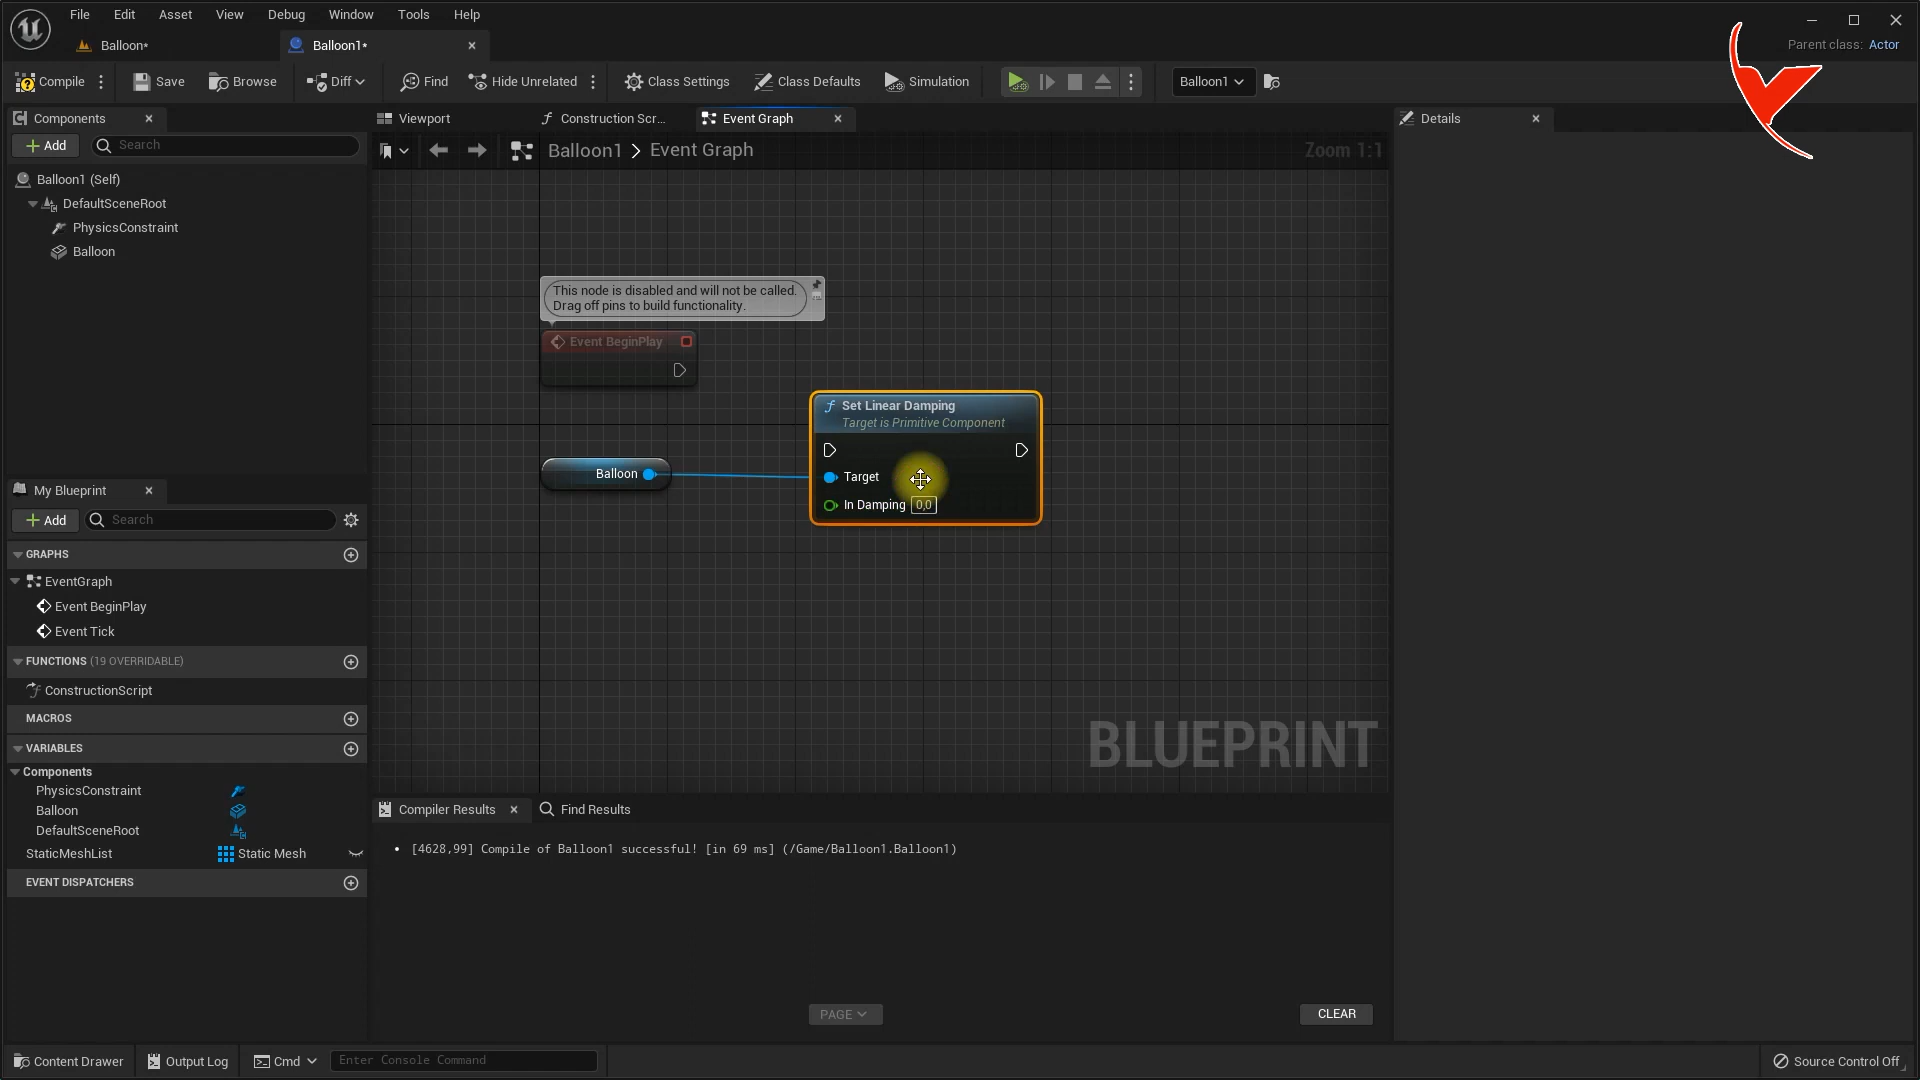 File Edit Asset View Debug Window Tools Help
Balloon*
Balloon1*
Parent class: Actor
Compile Save Browse Diff Find Hide Unrelated Class Settings Class Defaults Simulation Balloon1
Components
Add Search
Balloon1 (Self)
DefaultSceneRoot
PhysicsConstraint
Balloon
Viewport Construction Scr... Event Graph
Balloon1 > Event Graph Zoom 1:1
This node is disabled and will not be called.
Drag off pins to build functionality.
Event BeginPlay
Set Linear Damping
Target is Primitive Component
Balloon
Target
In Damping 0,0
BLUEPRINT
Details
My Blueprint
Add Search
GRAPHS
EventGraph
Event BeginPlay
Event Tick
FUNCTIONS (19 OVERRIDABLE)
ConstructionScript
MACROS
VARIABLES
Components
PhysicsConstraint
Balloon
DefaultSceneRoot
StaticMeshList Static Mesh
EVENT DISPATCHERS
Compiler Results Find Results
• [4628,99] Compile of Balloon1 successful! [in 69 ms] (/Game/Balloon1.Balloon1)
PAGE CLEAR
Content Drawer Output Log Cmd Enter Console Command Source Control Off